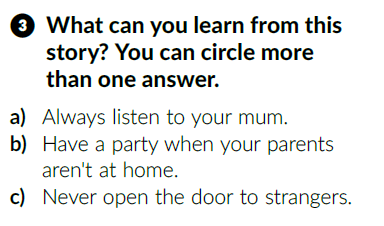 3 What can you learn from this
story? You can circle more
than one answer.
a) Always listen to your mum.
b) Have a party when your parents
aren't at home.
c) Never open the door to strangers.